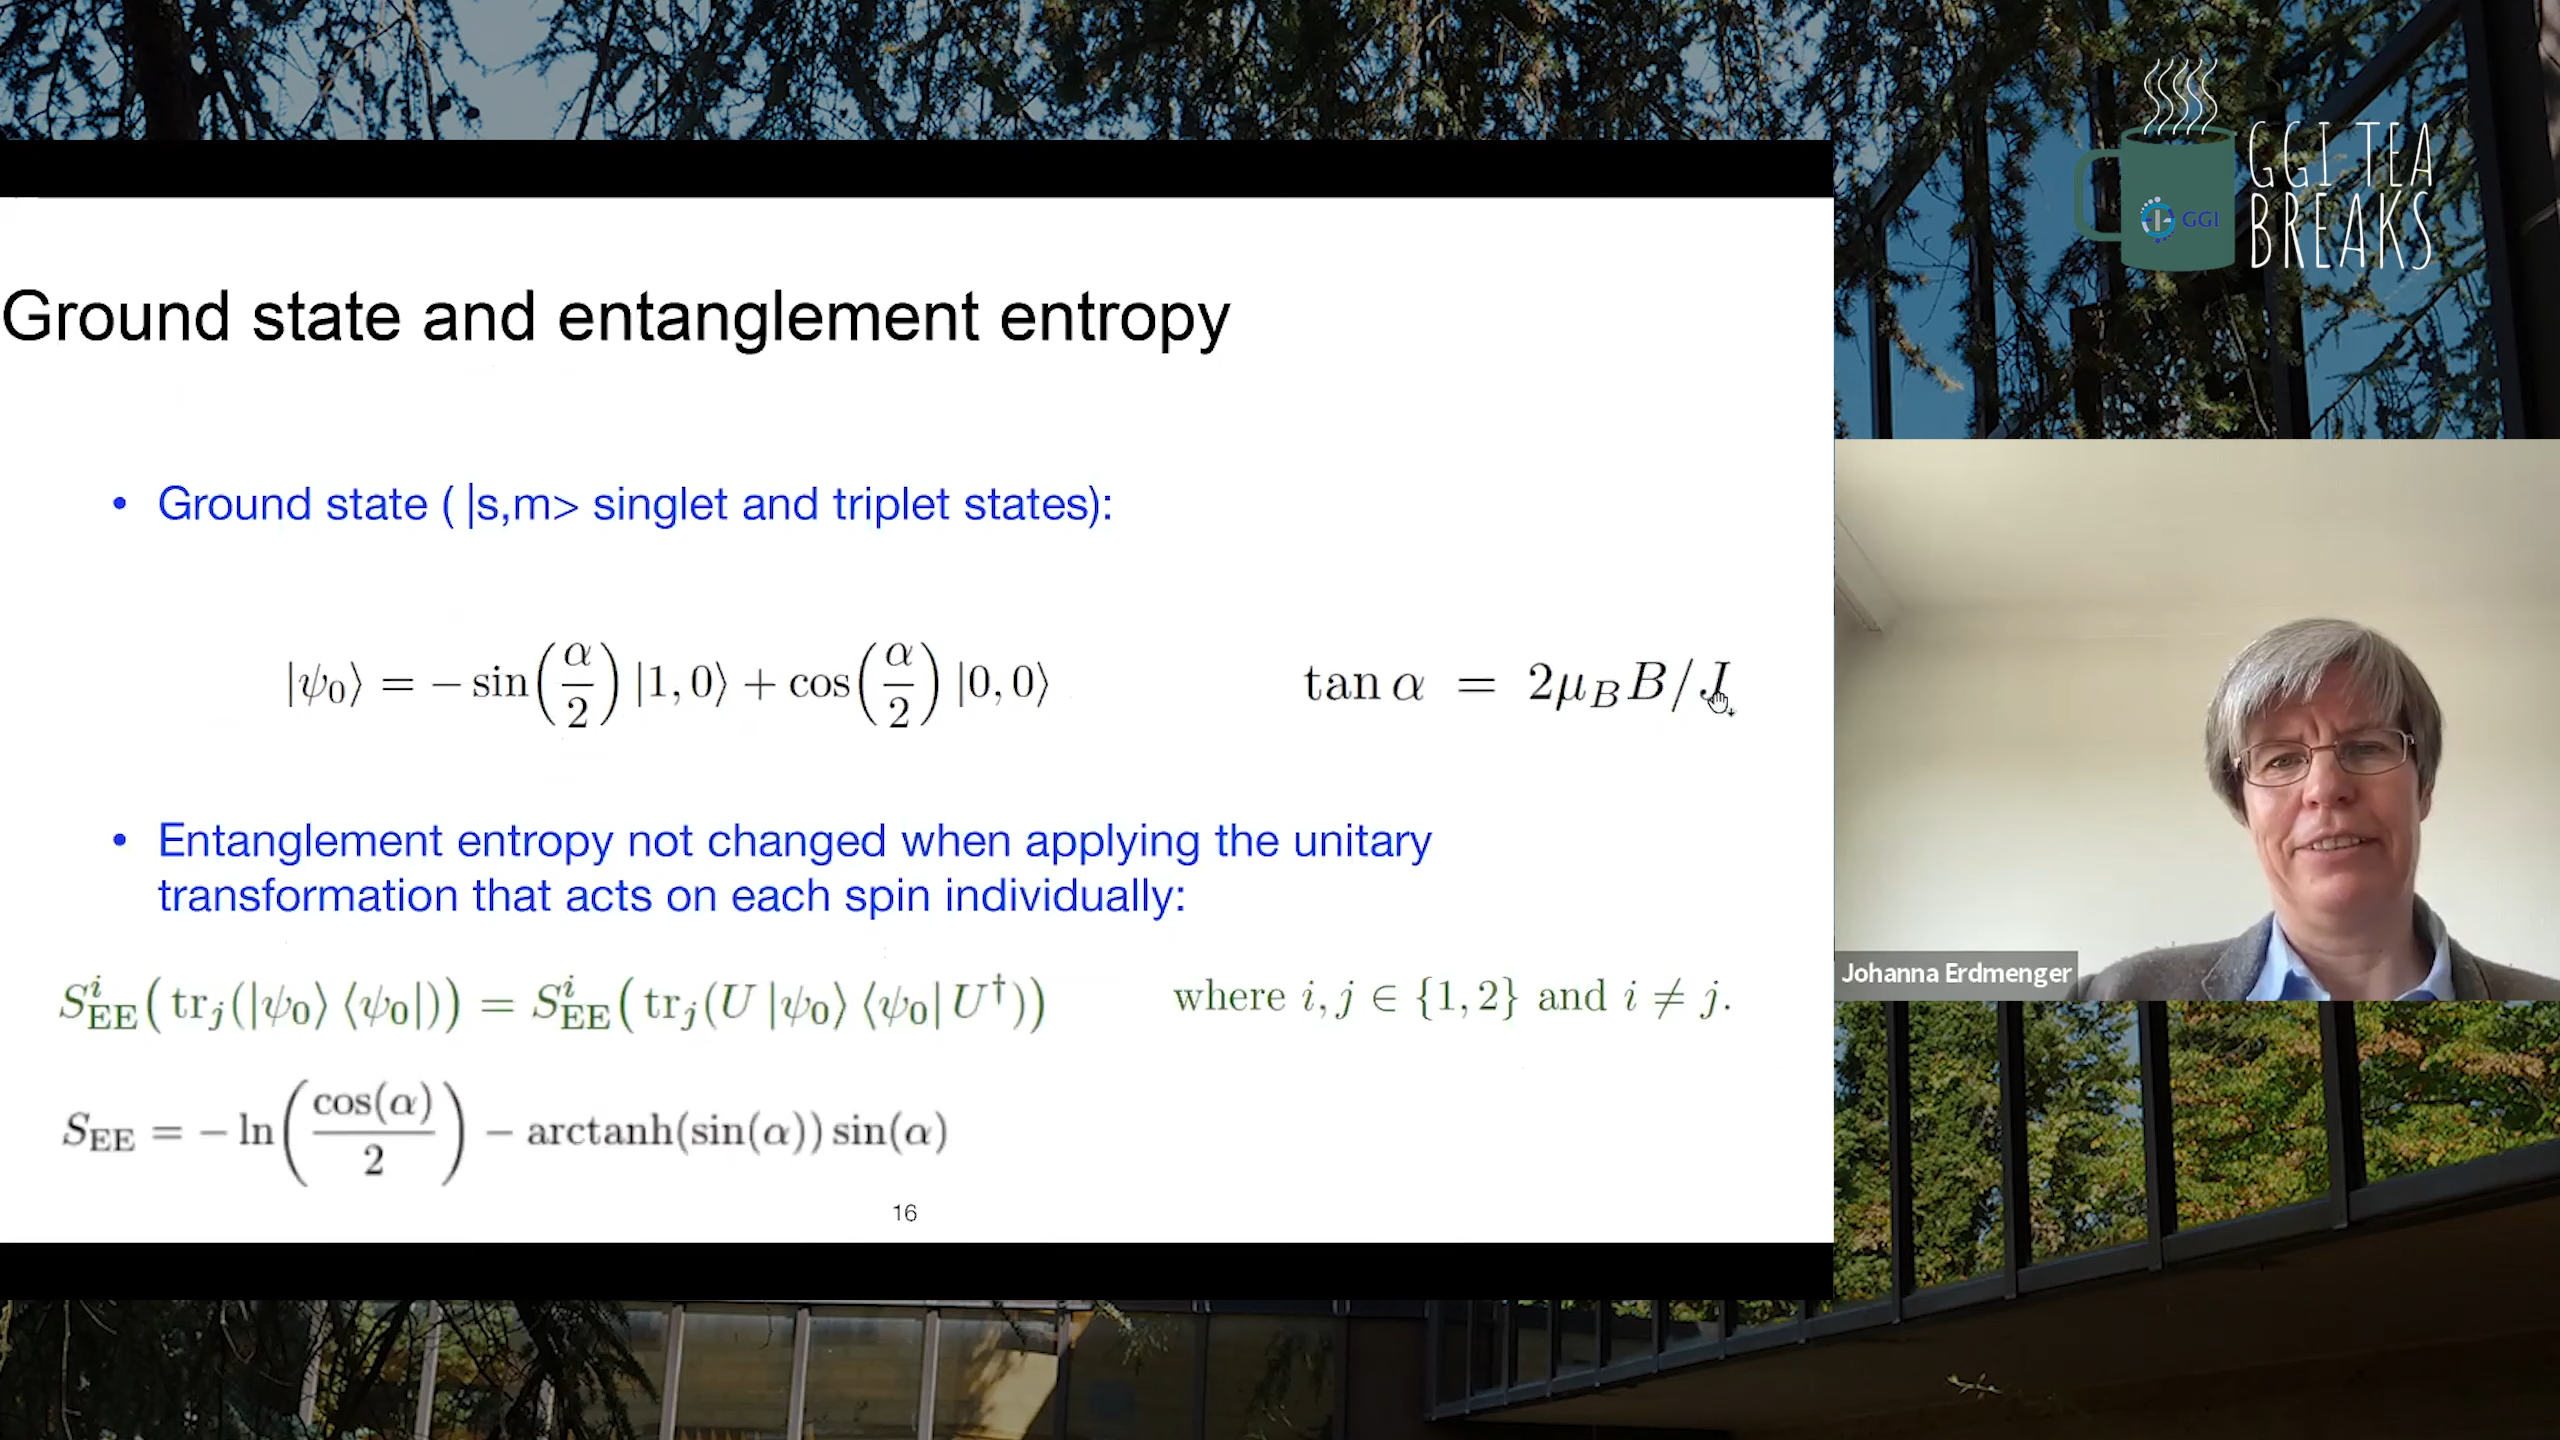 GGI TEA
BREAKS
GGI
Ground state and entanglement entropy
• Ground state ( |s,m> singlet and triplet states):
|ψ₀⟩ = − sin(α/2) |1, 0⟩ + cos(α/2) |0, 0⟩
tan α = 2μ_B B/J
• Entanglement entropy not changed when applying the unitary
transformation that acts on each spin individually:
S^i_EE( tr_j(|ψ₀⟩ ⟨ψ₀|)) = S^i_EE( tr_j(U |ψ₀⟩ ⟨ψ₀| U†))
where i, j ∈ {1, 2} and i ≠ j.
S_EE = − ln(cos(α)/2) − arctanh(sin(α)) sin(α)
16
Johanna Erdmenger